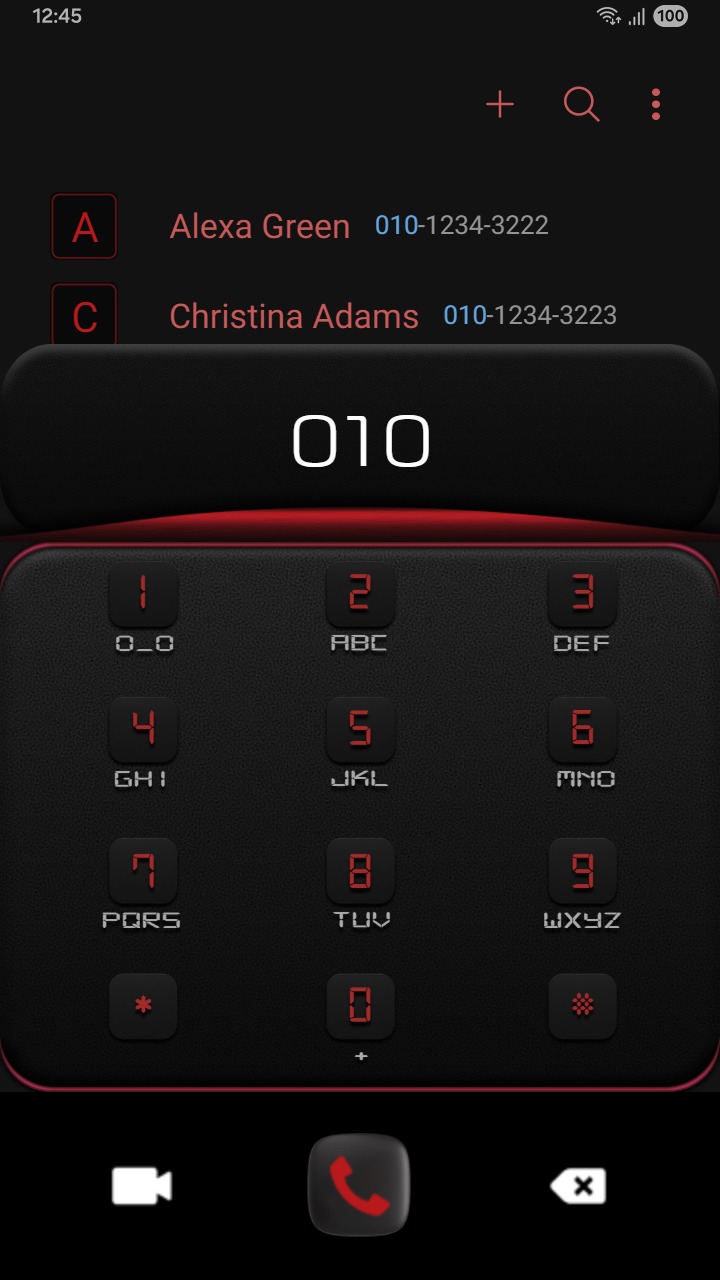 12:45 100
A Alexa Green 010-1234-3222
C Christina Adams 010-1234-3223
010
1 2 3
O_O ABC DEF
4 5 6
GHI JKL MNO
7 8 9
PQRS TUV WXYZ
* 0 #
+